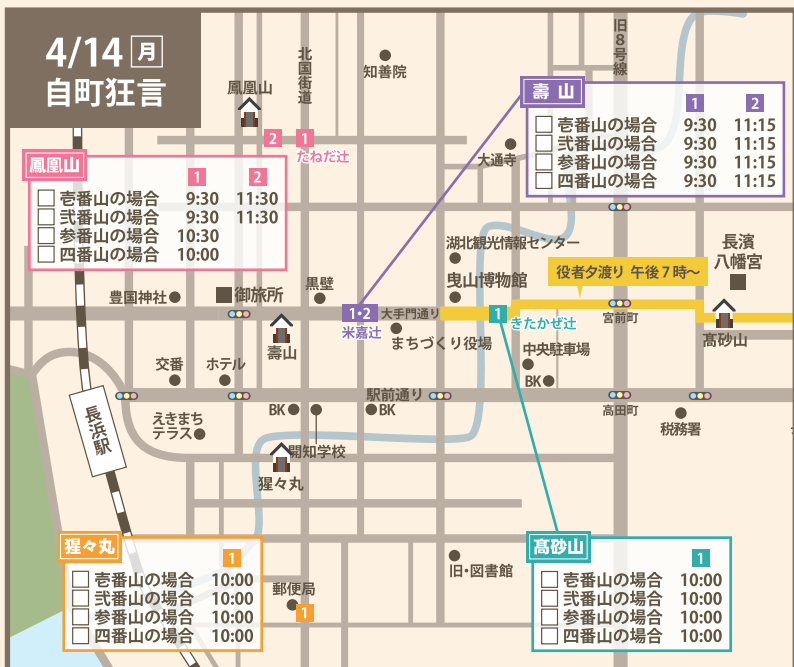 4/14 月
自町狂言
北国街道
旧8号線
知善院
鳳凰山
2 1
たねだ辻
大通寺
壽山
1 2
壱番山の場合 9:30 11:15
弐番山の場合 9:30 11:15
参番山の場合 9:30 11:15
四番山の場合 9:30 11:15
鳳凰山
1 2
壱番山の場合 9:30 11:30
弐番山の場合 9:30 11:30
参番山の場合 10:30
四番山の場合 10:00
湖北観光情報センター
長濱
八幡宮
曳山博物館
役者夕渡り 午後7時〜
豊国神社
御旅所
黒壁
1・2
大手門通り
1
きたかぜ辻
宮前町
米嘉辻
壽山
まちづくり役場
髙砂山
中央駐車場
交番
ホテル
BK
駅前通り
長浜駅
BK
BK
高田町
税務署
えきまち
テラス
開知学校
猩々丸
猩々丸
1
壱番山の場合 10:00
弐番山の場合 10:00
参番山の場合 10:00
四番山の場合 10:00
郵便局
1
旧・図書館
髙砂山
1
壱番山の場合 10:00
弐番山の場合 10:00
参番山の場合 10:00
四番山の場合 10:00